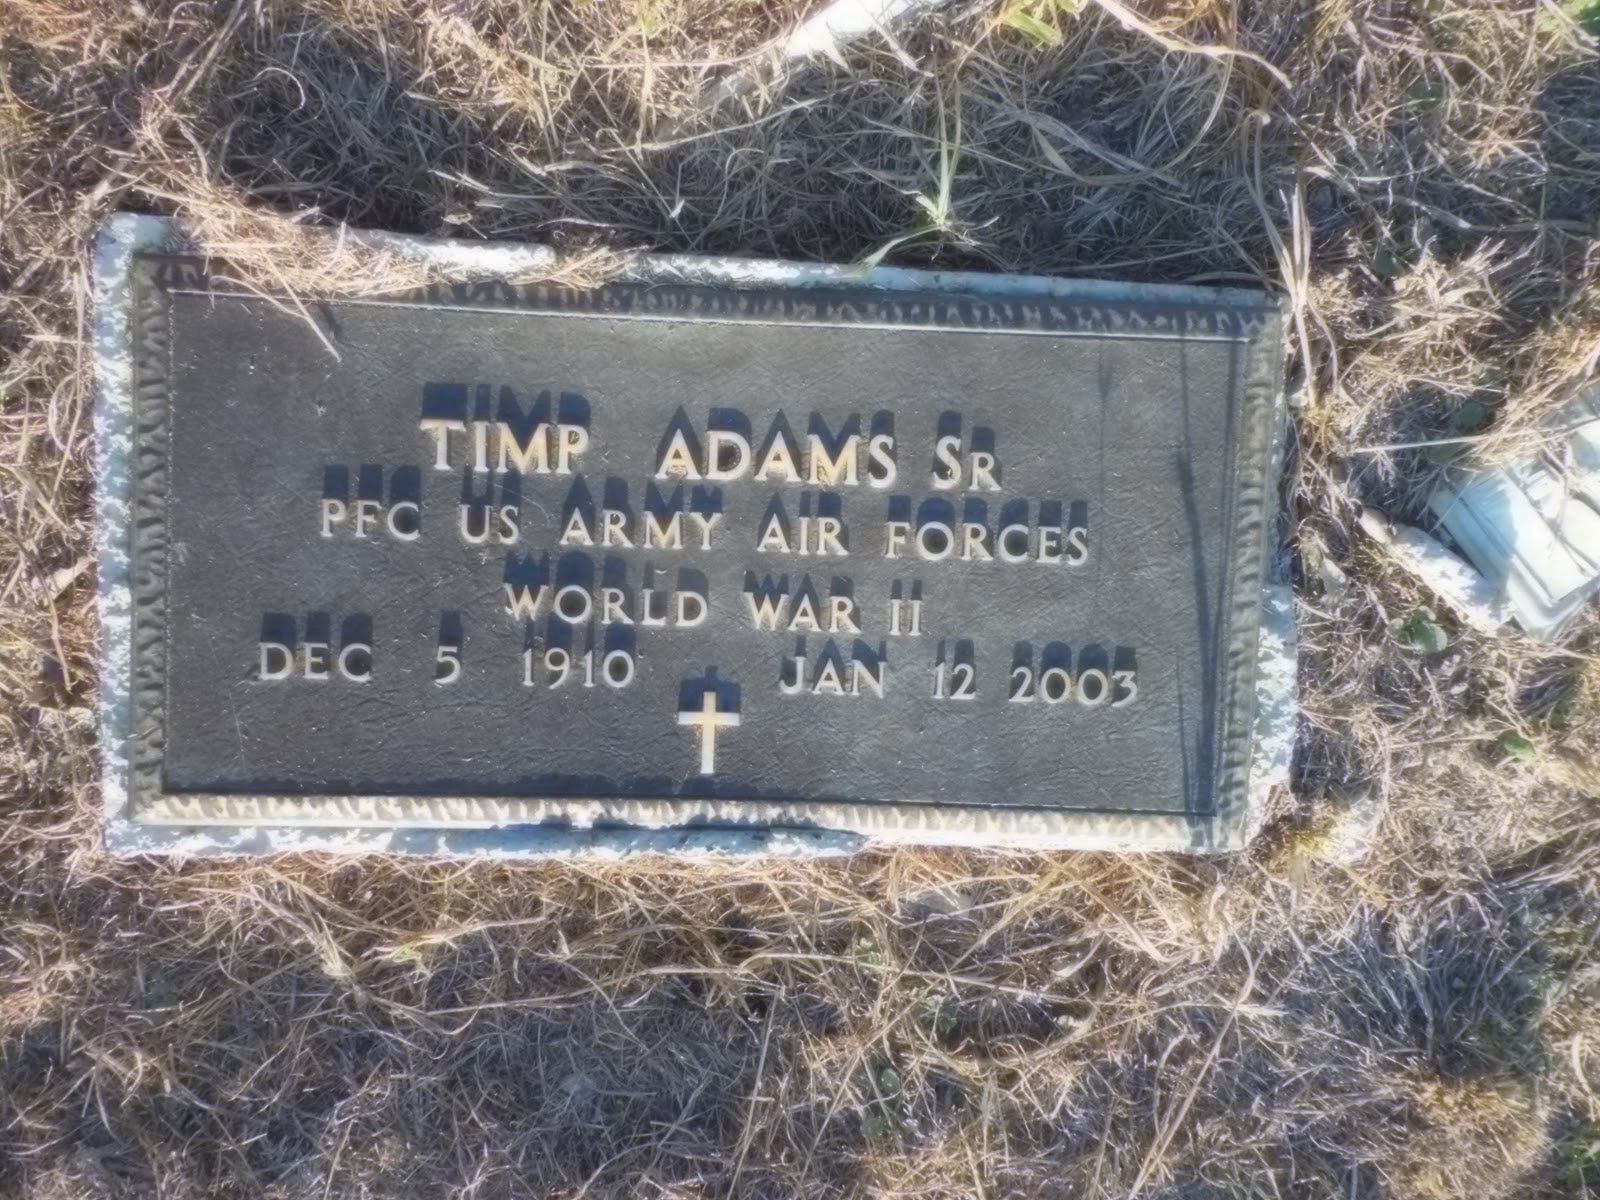 TIMP ADAMS SR
PFC US ARMY AIR FORCES
WORLD WAR II
DEC 5 1910 JAN 12 2003